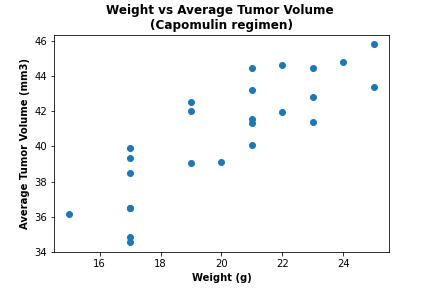 Weight vs Average Tumor Volume
(Capomulin regimen)
46
44
42
40
38
36
34
Average Tumor Volume (mm3)
16 18 20 22 24
Weight (g)